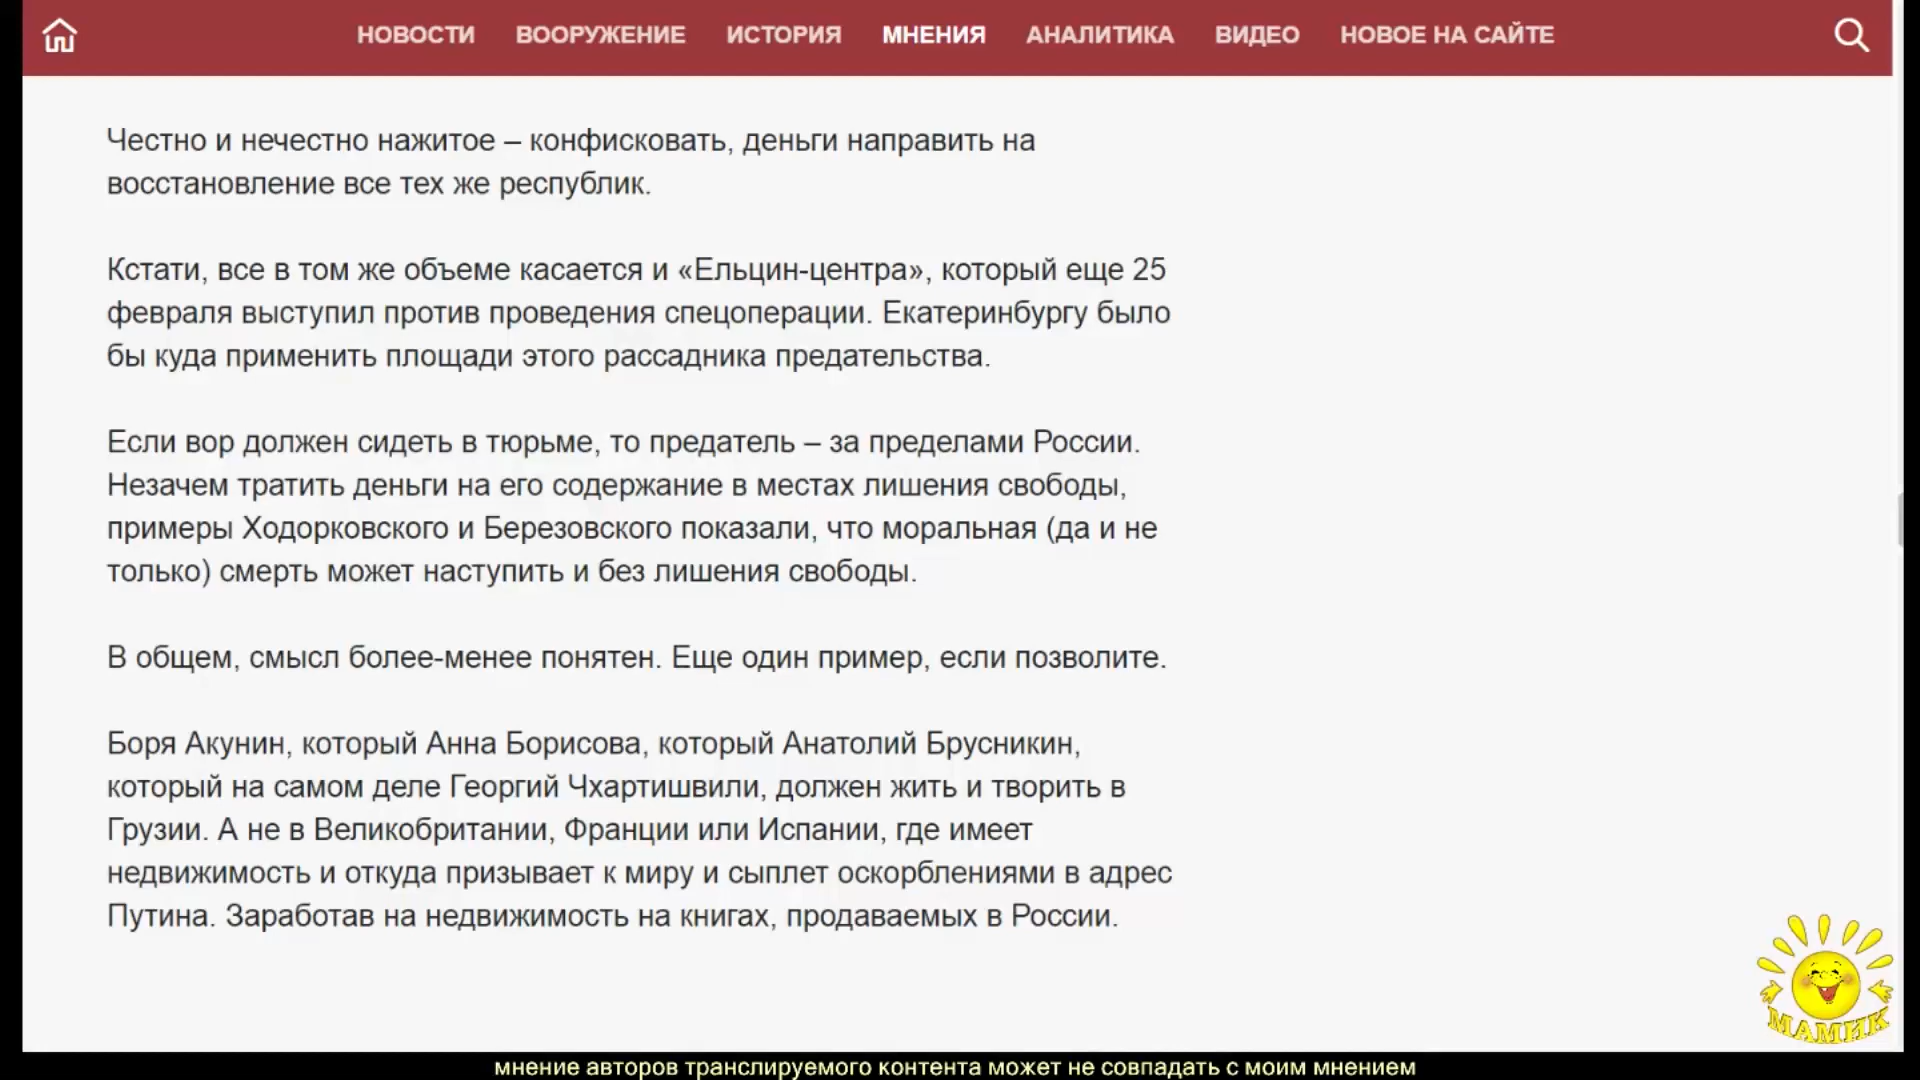 НОВОСТИ ВООРУЖЕНИЕ ИСТОРИЯ МНЕНИЯ АНАЛИТИКА ВИДЕО НОВОЕ НА САЙТЕ
Честно и нечестно нажитое – конфисковать, деньги направить на
восстановление все тех же республик.
Кстати, все в том же объеме касается и «Ельцин-центра», который еще 25
февраля выступил против проведения спецоперации. Екатеринбургу было
бы куда применить площади этого рассадника предательства.
Если вор должен сидеть в тюрьме, то предатель – за пределами России.
Незачем тратить деньги на его содержание в местах лишения свободы,
примеры Ходорковского и Березовского показали, что моральная (да и не
только) смерть может наступить и без лишения свободы.
В общем, смысл более-менее понятен. Еще один пример, если позволите.
Боря Акунин, который Анна Борисова, который Анатолий Брусникин,
который на самом деле Георгий Чхартишвили, должен жить и творить в
Грузии. А не в Великобритании, Франции или Испании, где имеет
недвижимость и откуда призывает к миру и сыплет оскорблениями в адрес
Путина. Заработав на недвижимость на книгах, продаваемых в России.
МАМИК
мнение авторов транслируемого контента может не совпадать с моим мнением